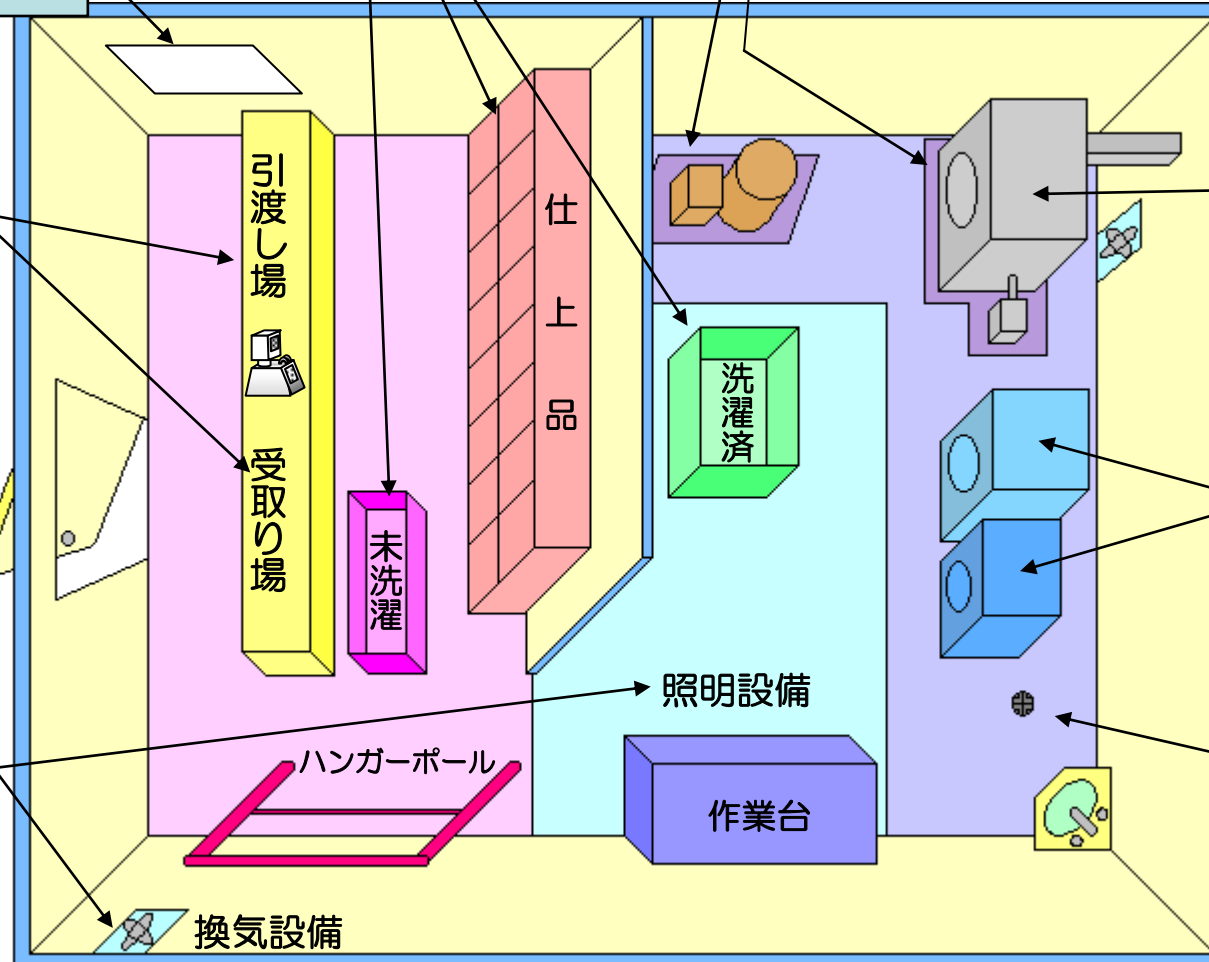 引渡し場
受取り場
未洗濯
仕上品
洗濯済
照明設備
ハンガーポール
作業台
換気設備